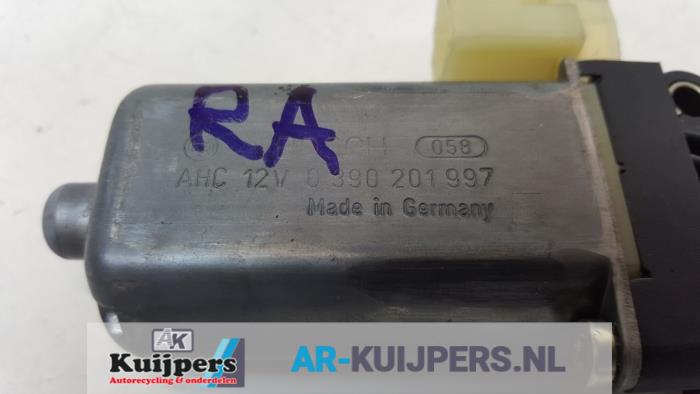 RA
CH 058
AHC 12V 0 390 201 997
Made in Germany
AK
Kuijpers
Autorecycling & onderdelen
AR-KUIJPERS.NL